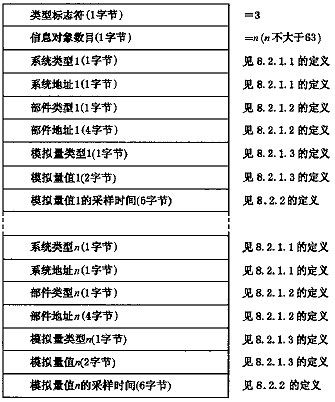 类型标志符(1字节) =3
信息对象数目(1字节) =n(n不大于63)
系统类型1(1字节) 见8.2.1.1的定义
系统地址1(1字节) 见8.2.1.1的定义
部件类型1(1字节) 见8.2.1.2的定义
部件地址1(4字节) 见8.2.1.2的定义
模拟量类型1(1字节) 见8.2.1.3的定义
模拟量值1(2字节) 见8.2.1.3的定义
模拟量值1的采样时间(6字节) 见8.2.2的定义
系统类型n(1字节) 见8.2.1.1的定义
系统地址n(1字节) 见8.2.1.1的定义
部件类型n(1字节) 见8.2.1.2的定义
部件地址n(4字节) 见8.2.1.2的定义
模拟量类型n(1字节) 见8.2.1.3的定义
模拟量值n(2字节) 见8.2.1.3的定义
模拟量值n的采样时间(6字节) 见8.2.2 的定义